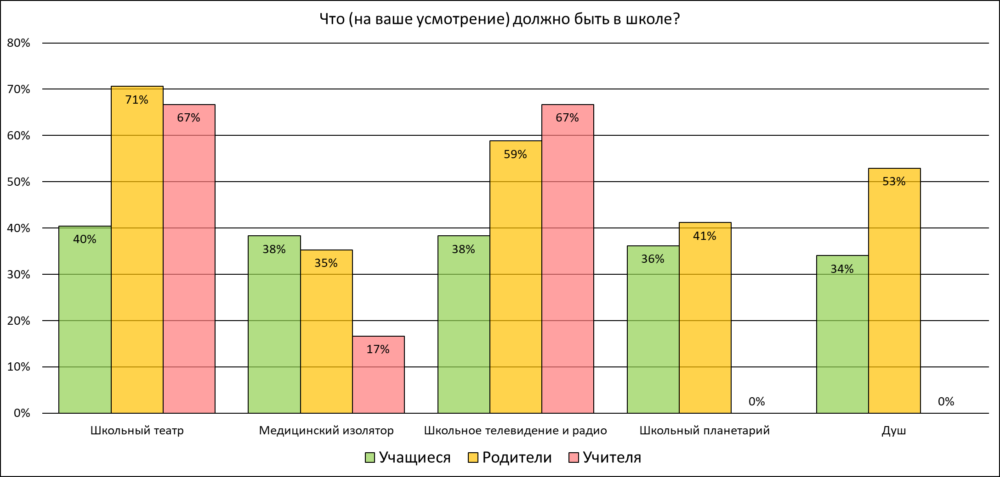 Что (на ваше усмотрение) должно быть в школе?
80%
70%
60%
50%
40%
30%
20%
10%
0%
40% 71% 67%
38% 35% 17%
38% 59% 67%
36% 41% 0%
34% 53% 0%
Школьный театр Медицинский изолятор Школьное телевидение и радио Школьный планетарий Душ
Учащиеся Родители Учителя